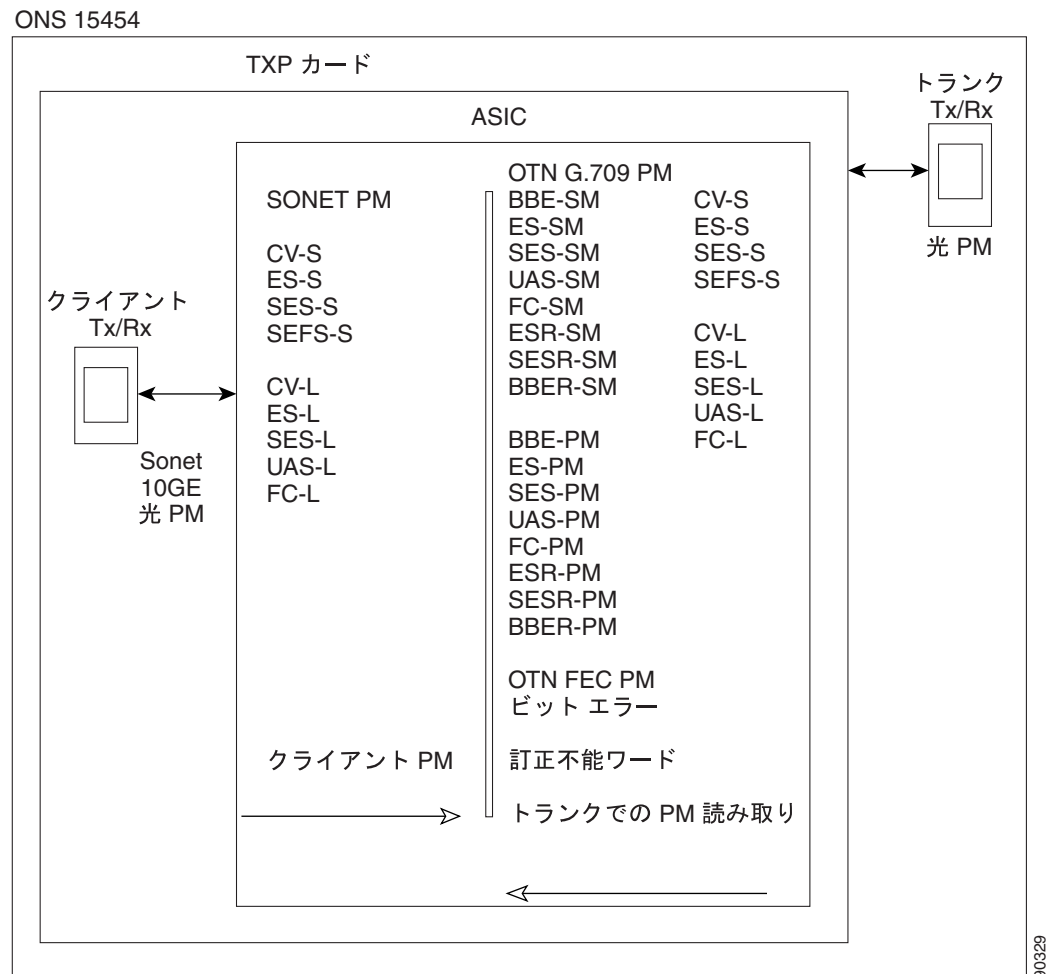 ONS 15454
TXP カード
トランク
Tx/Rx
光 PM
ASIC
クライアント
Tx/Rx
Sonet
10GE
光 PM
SONET PM
CV-S
ES-S
SES-S
SEFS-S
CV-L
ES-L
SES-L
UAS-L
FC-L
クライアント PM
OTN G.709 PM
BBE-SM
ES-SM
SES-SM
UAS-SM
FC-SM
ESR-SM
SESR-SM
BBER-SM
BBE-PM
ES-PM
SES-PM
UAS-PM
FC-PM
ESR-PM
SESR-PM
BBER-PM
OTN FEC PM
ビット エラー
訂正不能ワード
トランクでの PM 読み取り
CV-S
ES-S
SES-S
SEFS-S
CV-L
ES-L
SES-L
UAS-L
FC-L